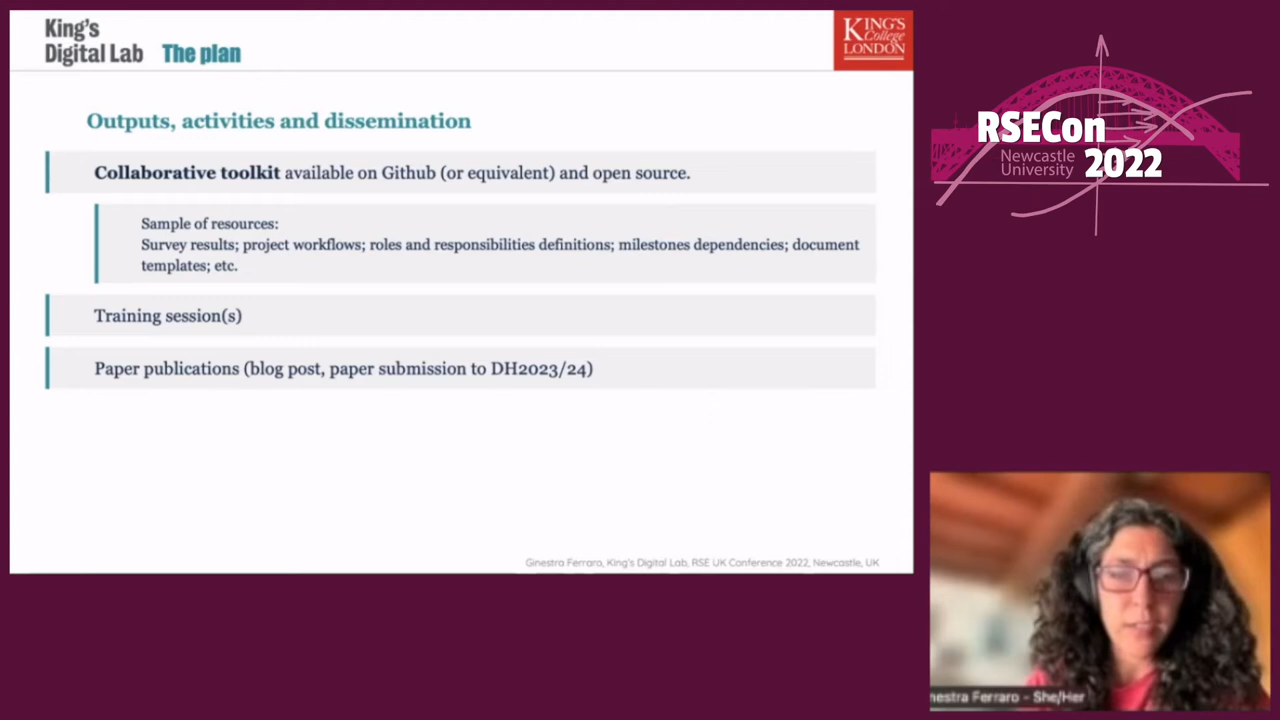 King's
Digital Lab The plan
KING'S
College
LONDON
Outputs, activities and dissemination
Collaborative toolkit available on Github (or equivalent) and open source.
Sample of resources:
Survey results; project workflows; roles and responsibilities definitions; milestones dependencies; document
templates; etc.
Training session(s)
Paper publications (blog post, paper submission to DH2023/24)
Ginestra Ferraro, King's Digital Lab, RSE UK Conference 2022, Newcastle, UK
RSECon
Newcastle
University
2022
nestra Ferraro - She/Her